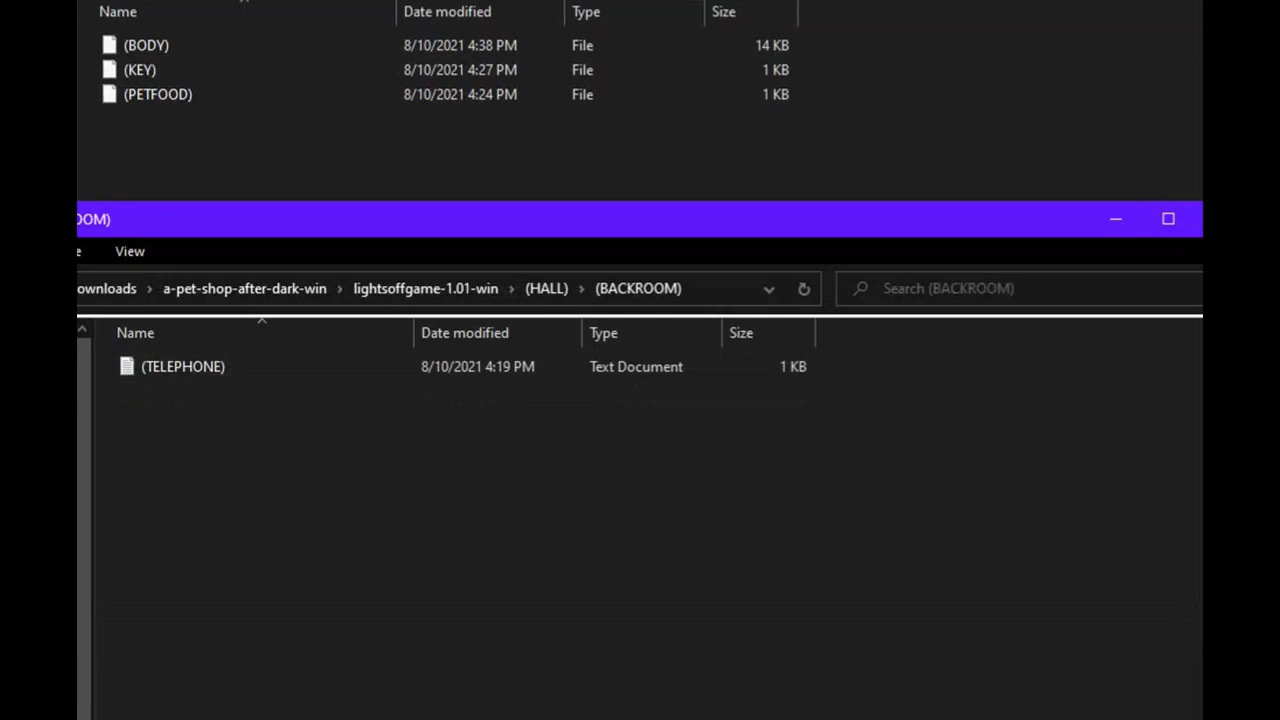 Name Date modified Type Size
(BODY) 8/10/2021 4:38 PM File 14 KB
(KEY) 8/10/2021 4:27 PM File 1 KB
(PETFOOD) 8/10/2021 4:24 PM File 1 KB
OOM)
e View
ownloads > a-pet-shop-after-dark-win > lightsoffgame-1.01-win > (HALL) > (BACKROOM) Search (BACKROOM)
Name Date modified Type Size
(TELEPHONE) 8/10/2021 4:19 PM Text Document 1 KB